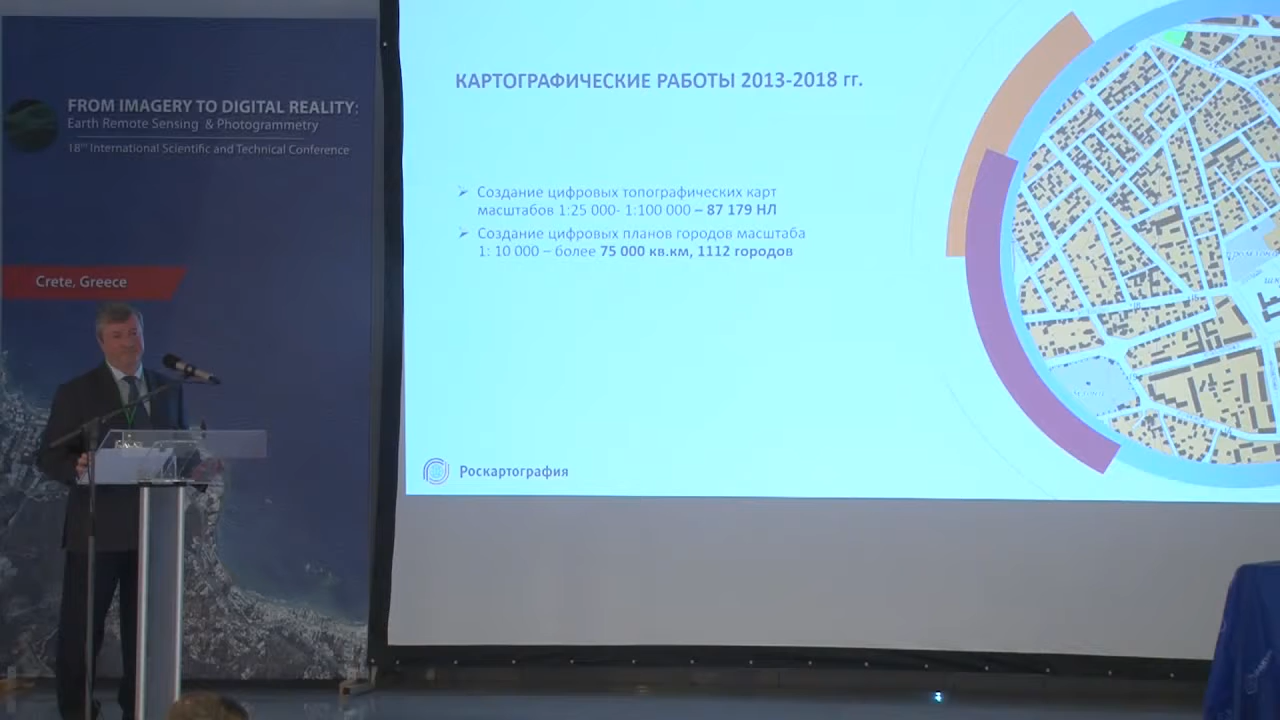 FROM IMAGERY TO DIGITAL REALITY:
Earth Remote Sensing & Photogrammetry
18th International Scientific and Technical Conference
Crete, Greece
КАРТОГРАФИЧЕСКИЕ РАБОТЫ 2013-2018 гг.
Создание цифровых топографических карт
масштабов 1:25 000- 1:100 000 – 87 179 НЛ
Создание цифровых планов городов масштаба
1: 10 000 – более 75 000 кв.км, 1112 городов
Роскартография